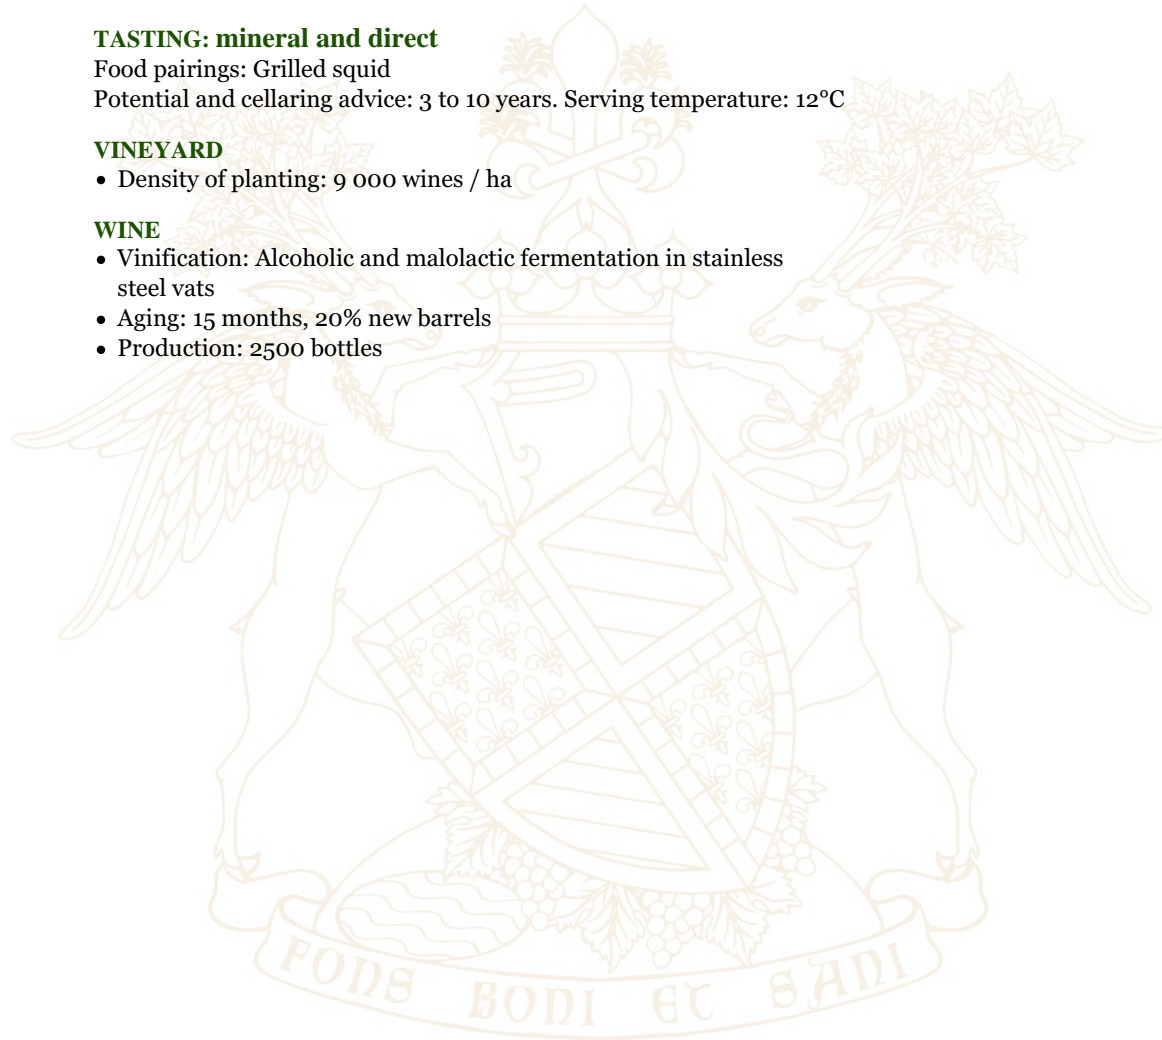 TASTING: mineral and direct
Food pairings: Grilled squid
Potential and cellaring advice: 3 to 10 years. Serving temperature: 12°C
VINEYARD
• Density of planting: 9 000 wines / ha
WINE
• Vinification: Alcoholic and malolactic fermentation in stainless
steel vats
• Aging: 15 months, 20% new barrels
• Production: 2500 bottles
FONS BONI ET SANI